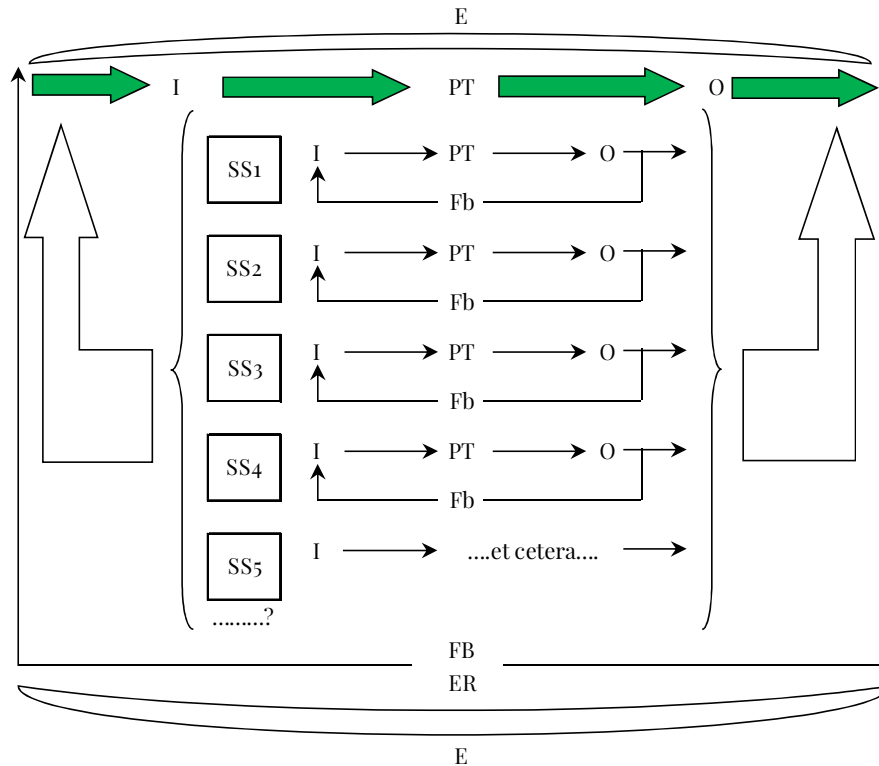 E
I PT O
SS1 I PT O
Fb
SS2 I PT O
Fb
SS3 I PT O
Fb
SS4 I PT O
Fb
SS5 I ....et cetera....
.........?
FB
ER
E